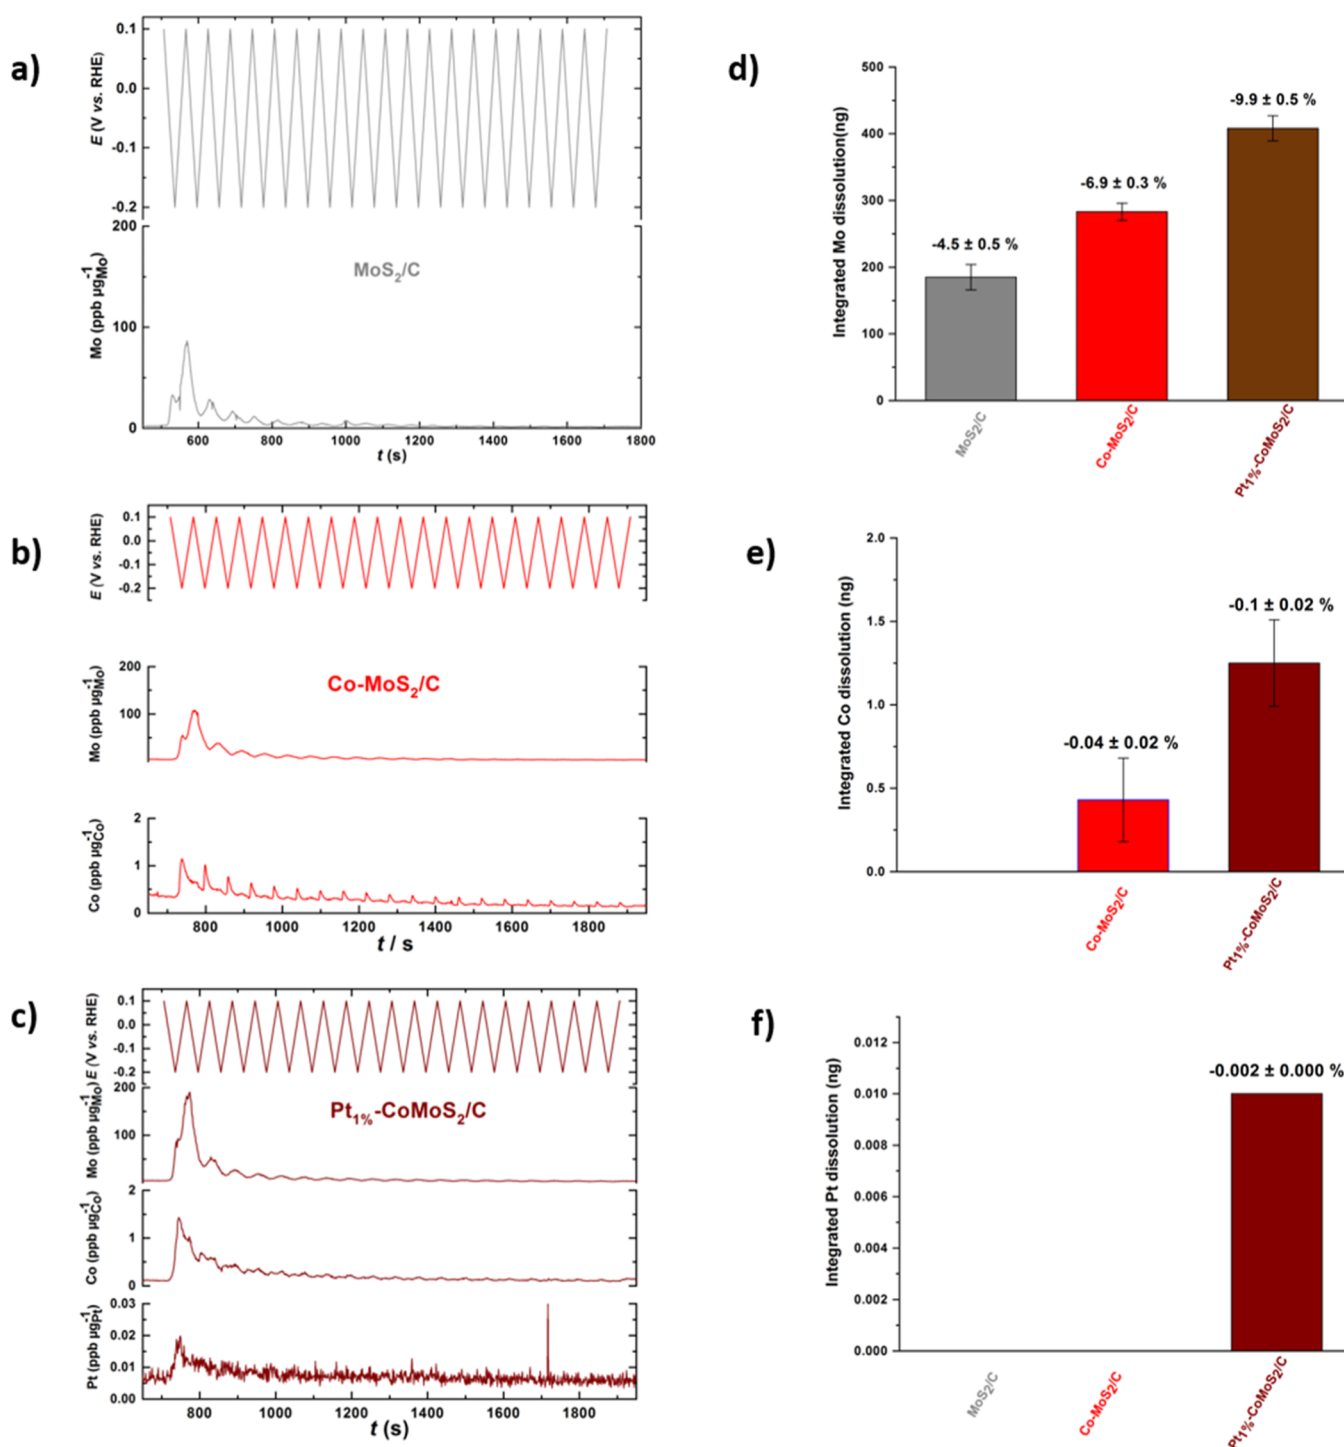 a)
E (V vs. RHE)
0.1
0.0
-0.1
-0.2
Mo (ppb µg⁻¹Mo)
200
100
0
MoS₂/C
600 800 1000 1200 1400 1600 1800
t (s)
b)
E (V vs. RHE)
0.1
0.0
-0.1
-0.2
Mo (ppb µg⁻¹Mo)
200
100
Co-MoS₂/C
Co (ppb µg⁻¹Co)
2
1
0
800 1000 1200 1400 1600 1800
t / s
c)
E (V vs. RHE)
0.1
0.0
-0.1
-0.2
Mo (ppb µg⁻¹Mo)
200
100
Pt₁%-CoMoS₂/C
Co (ppb µg⁻¹Co)
2
1
0
Pt (ppb µg⁻¹Pt)
0.03
0.02
0.01
0.00
800 1000 1200 1400 1600 1800
t (s)
d)
Integrated Mo dissolution(ng)
500
400
300
200
100
0
-4.5 ± 0.5 %
-6.9 ± 0.3 %
-9.9 ± 0.5 %
MoS₂/C
Co-MoS₂/C
Pt₁%-CoMoS₂/C
e)
Integrated Co dissolution (ng)
2.0
1.5
1.0
0.5
0.0
-0.04 ± 0.02 %
-0.1 ± 0.02 %
Co-MoS₂/C
Pt₁%-CoMoS₂/C
f)
Integrated Pt dissolution (ng)
0.012
0.010
0.008
0.006
0.004
0.002
0.000
-0.002 ± 0.000 %
MoS₂/C
Co-MoS₂/C
Pt₁%-CoMoS₂/C